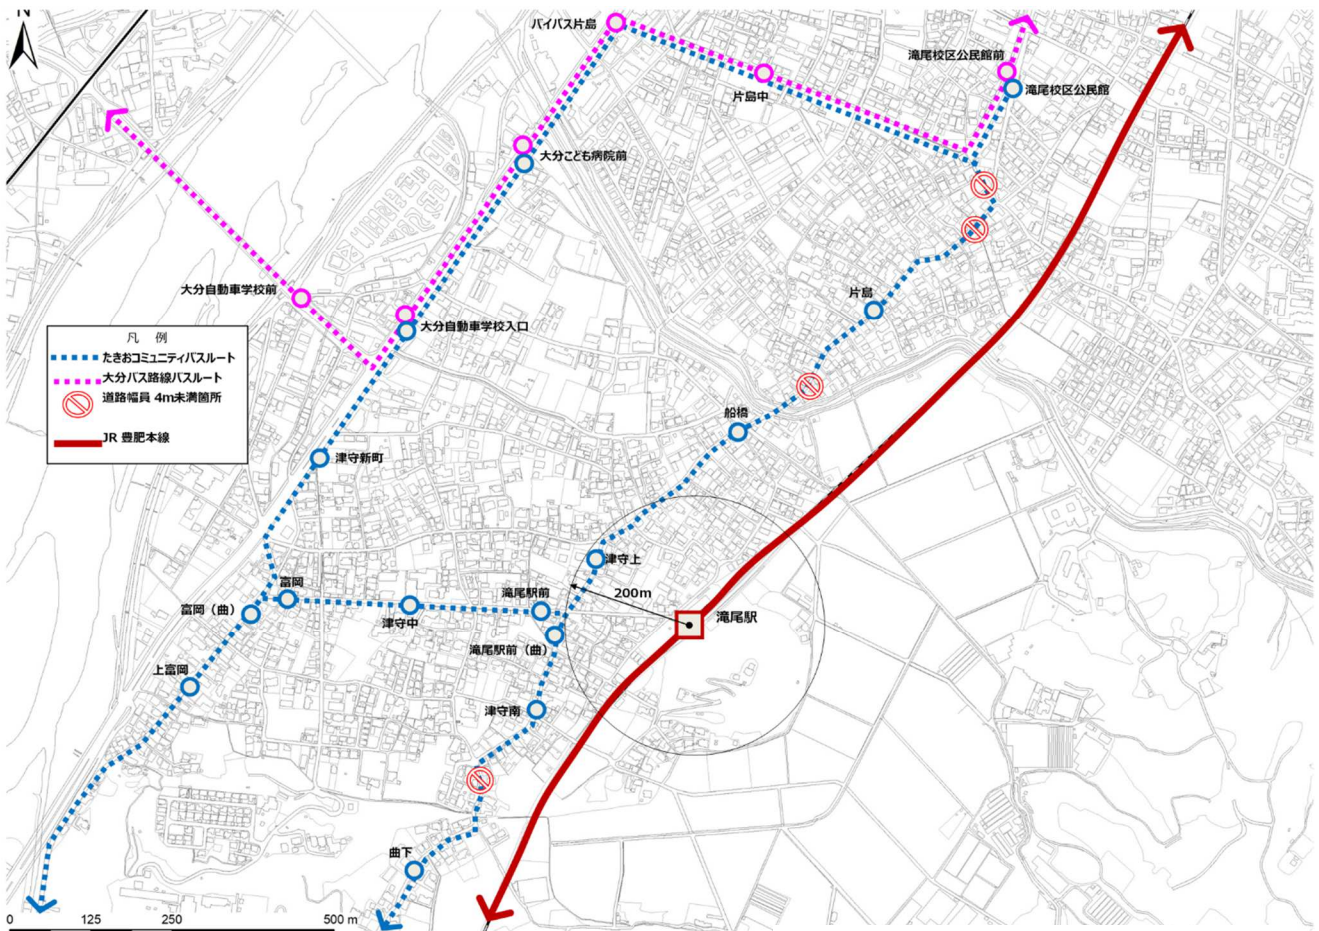 N
バイパス片島
滝尾校区公民館前
滝尾校区公民館
片島中
大分こども病院前
大分自動車学校前
片島
大分自動車学校入口
凡 例
たきおコミュニティバスルート
大分バス路線バスルート
道路幅員 4m未満箇所
JR 豊肥本線
船橋
津守新町
津守上
富岡
滝尾駅前
200m
滝尾駅
富岡（曲）
津守中
滝尾駅前（曲）
上富岡
津守南
曲下
0 125 250 500 m